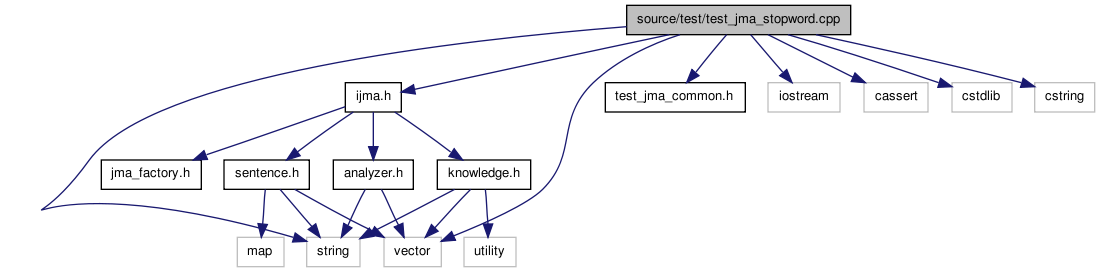 source/test/test_jma_stopword.cpp
ijma.h
test_jma_common.h
iostream
cassert
cstdlib
cstring
jma_factory.h
sentence.h
analyzer.h
knowledge.h
map
string
vector
utility